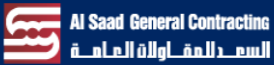 Al Saad General Contracting
السعد للمقاولات العامة